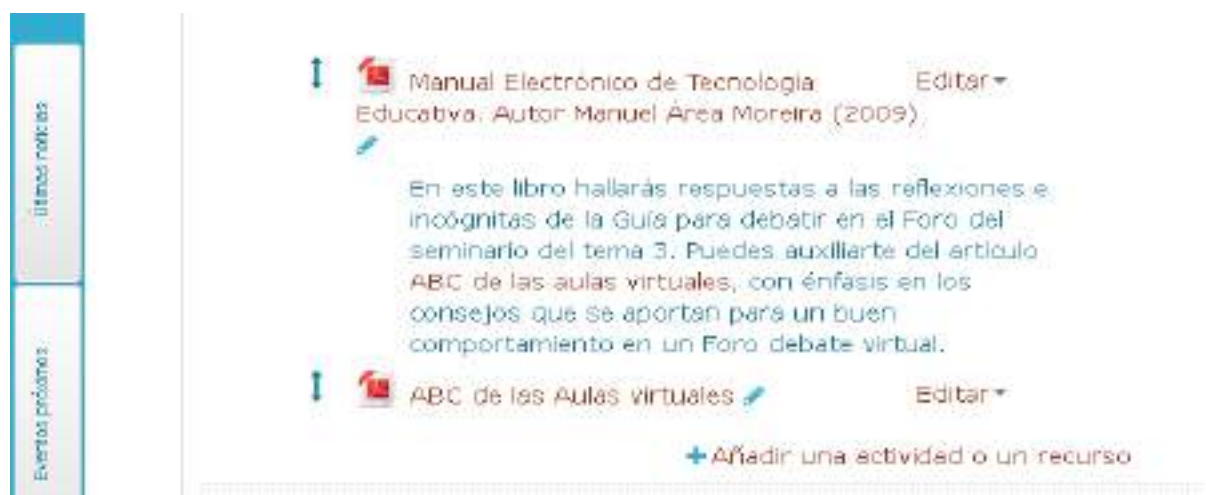 Últimas noticias
Eventos próximos
Manual Electrónico de Tecnología Editar
Educativa. Autor Manuel Área Moreira (2009)
En este libro hallarás respuestas a las reflexiones e
incógnitas de la Guía para debatir en el Foro del
seminario del tema 3. Puedes auxiliarte del artículo
ABC de las aulas virtuales, con énfasis en los
consejos que se aportan para un buen
comportamiento en un Foro debate virtual.
ABC de las Aulas virtuales Editar
+Añadir una actividad o un recurso